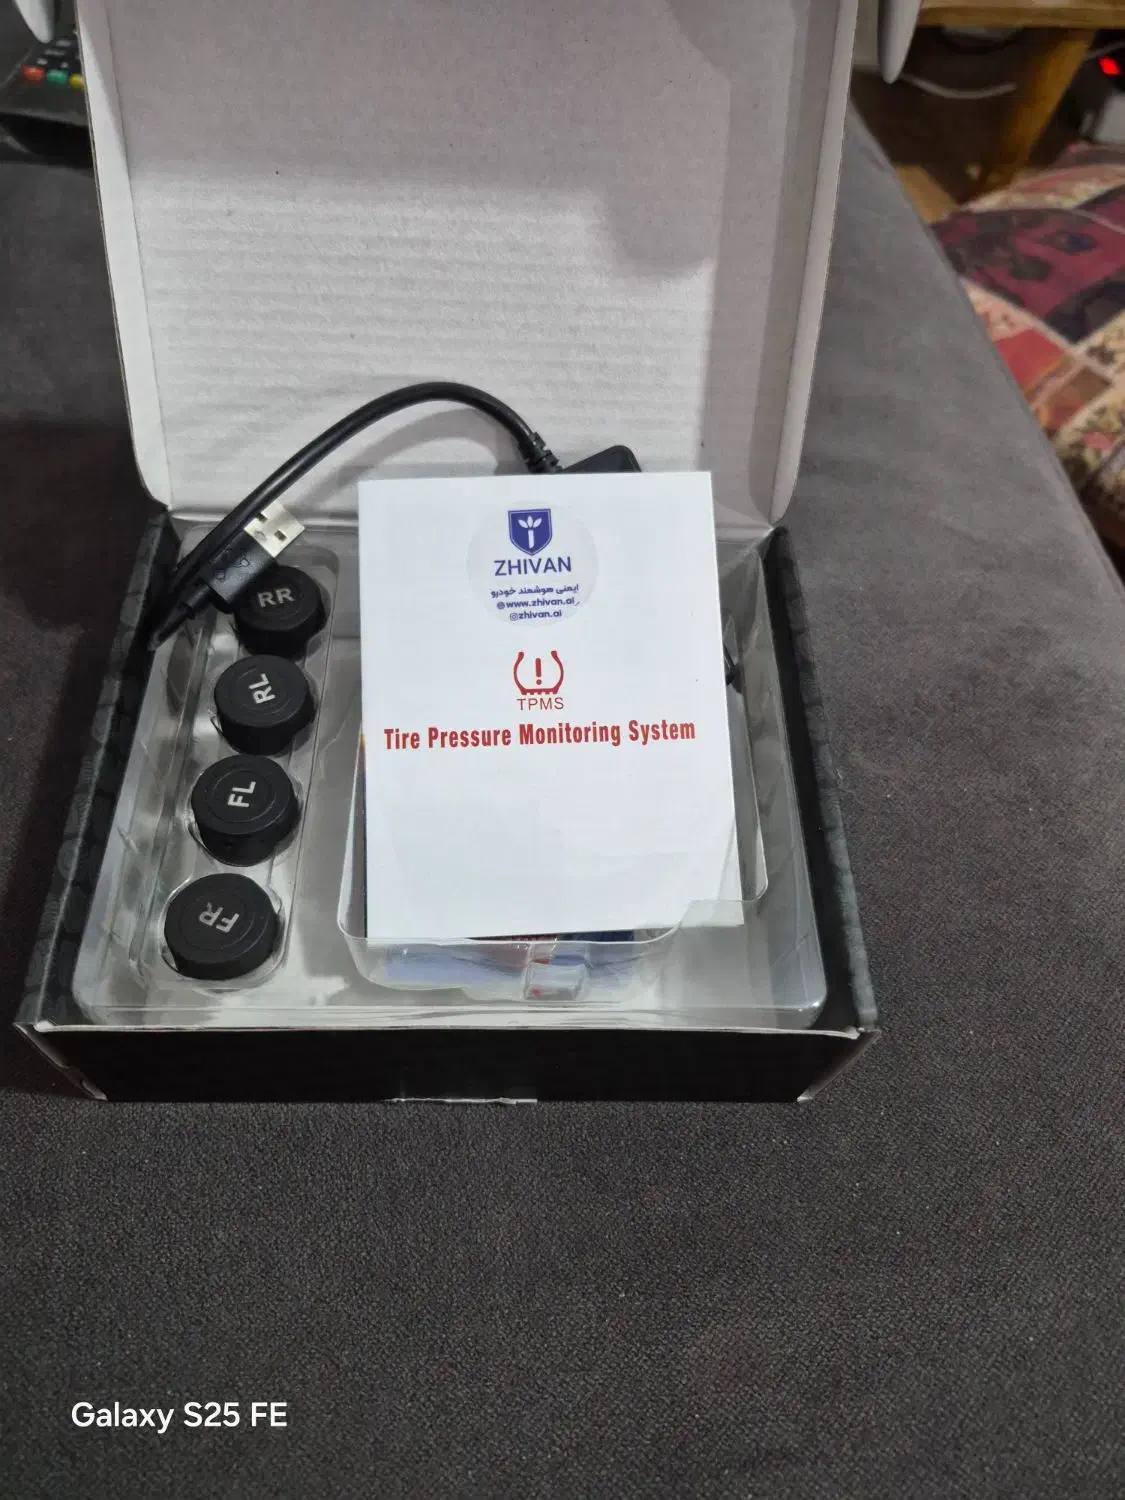 ZHIVAN
ایمنی هوشمند خودرو
www.zhivan.ai
@zhivan.ai
TPMS
Tire Pressure Monitoring System
RR
RL
FL
FR
Galaxy S25 FE